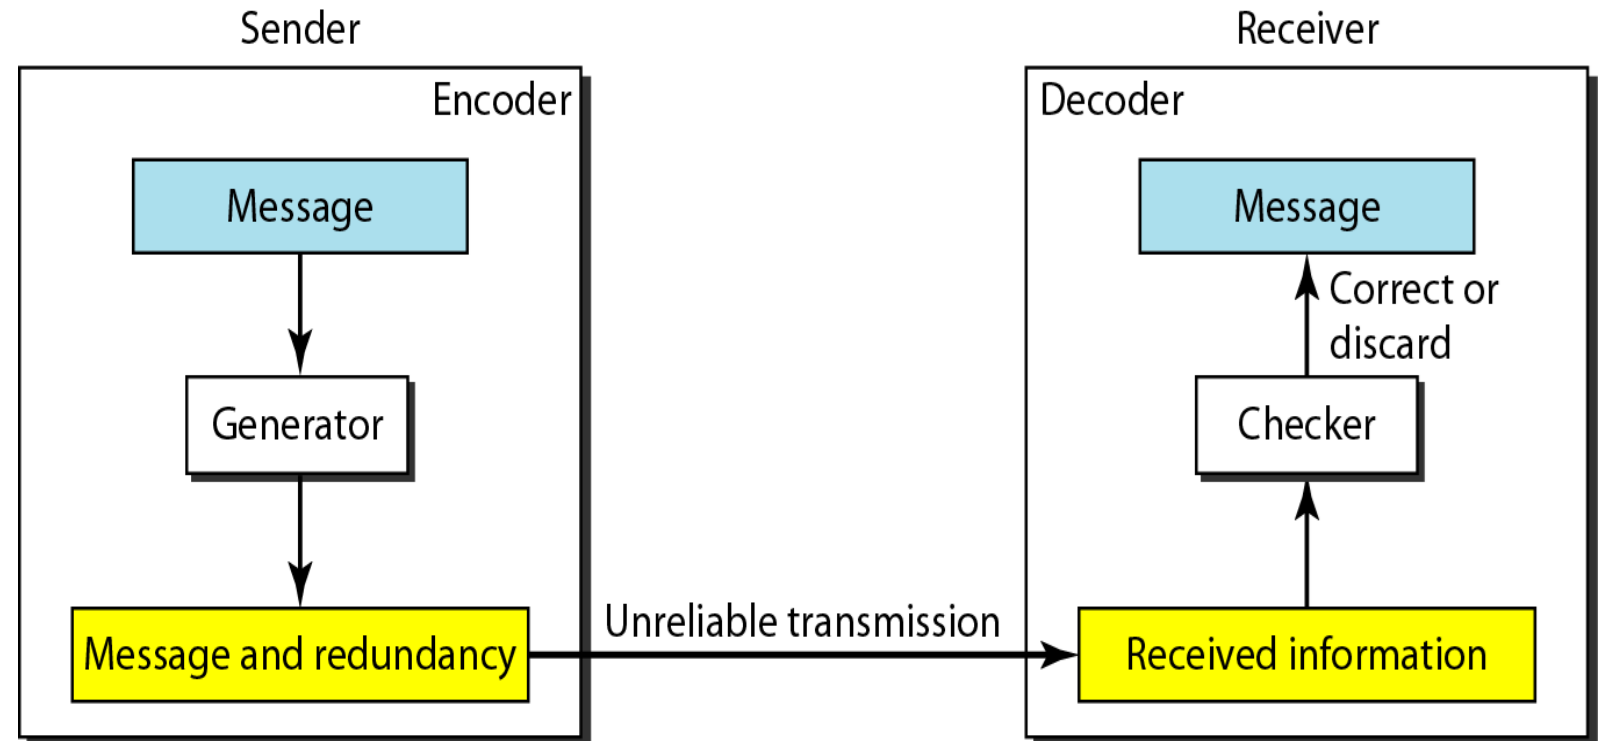 Sender
Receiver
Encoder
Decoder
Message
Message
Correct or
discard
Generator
Checker
Unreliable transmission
Message and redundancy
Received information